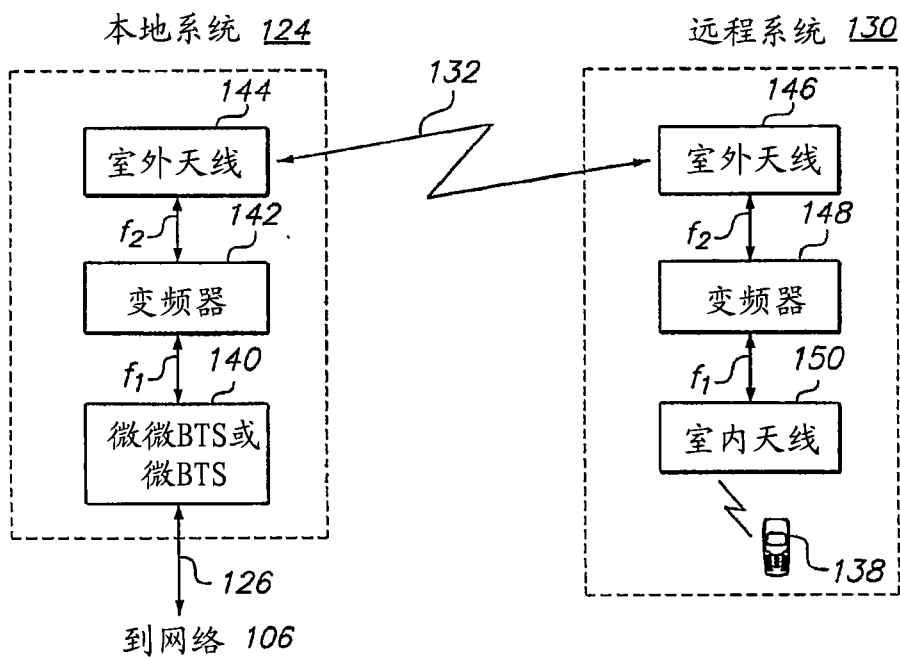 本地系统 124
144
室外天线
f2
142
变频器
f1
140
微微BTS或
微BTS
126
到网络 106
132
远程系统 130
146
室外天线
f2
148
变频器
f1
150
室内天线
138